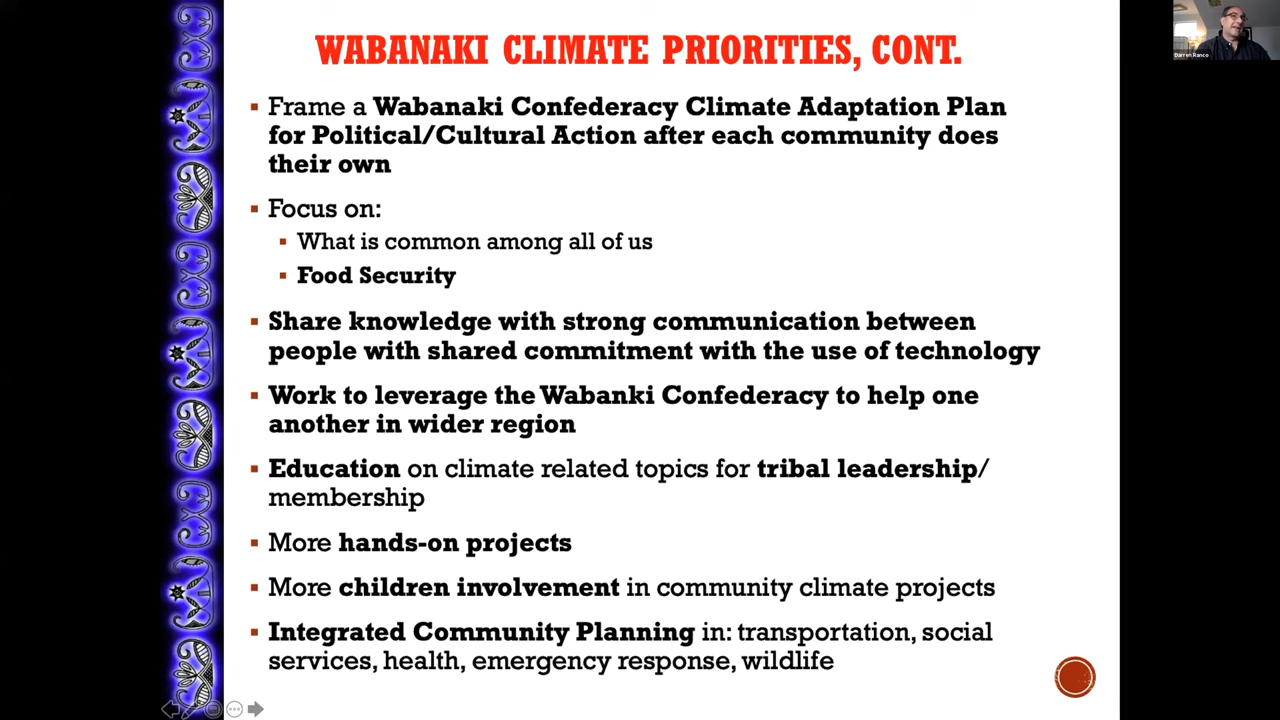 WABANAKI CLIMATE PRIORITIES, CONT.
Darren Ranco
Frame a Wabanaki Confederacy Climate Adaptation Plan
for Political/Cultural Action after each community does
their own
Focus on:
What is common among all of us
Food Security
Share knowledge with strong communication between
people with shared commitment with the use of technology
Work to leverage the Wabanki Confederacy to help one
another in wider region
Education on climate related topics for tribal leadership/
membership
More hands-on projects
More children involvement in community climate projects
Integrated Community Planning in: transportation, social
services, health, emergency response, wildlife